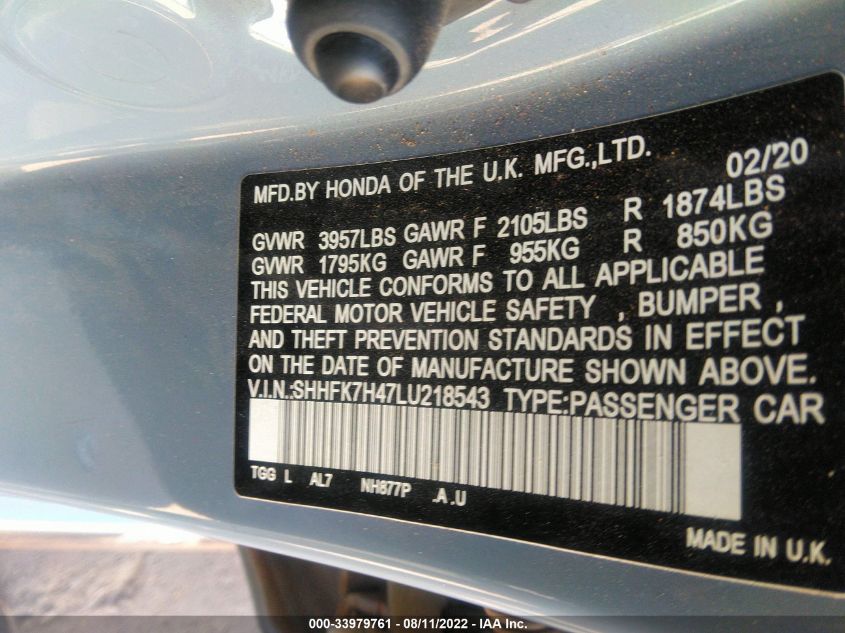 MFD.BY HONDA OF THE U.K. MFG.,LTD. 02/20
GVWR 3957LBS GAWR F 2105LBS R 1874LBS
GVWR 1795KG GAWR F 955KG R 850KG
THIS VEHICLE CONFORMS TO ALL APPLICABLE
FEDERAL MOTOR VEHICLE SAFETY , BUMPER ,
AND THEFT PREVENTION STANDARDS IN EFFECT
ON THE DATE OF MANUFACTURE SHOWN ABOVE.
V.I.N.:SHHFK7H47LU218543 TYPE:PASSENGER CAR
TGG L AL7 NH877P .A .U
MADE IN U.K.
000-33979761 - 08/11/2022 - IAA Inc.